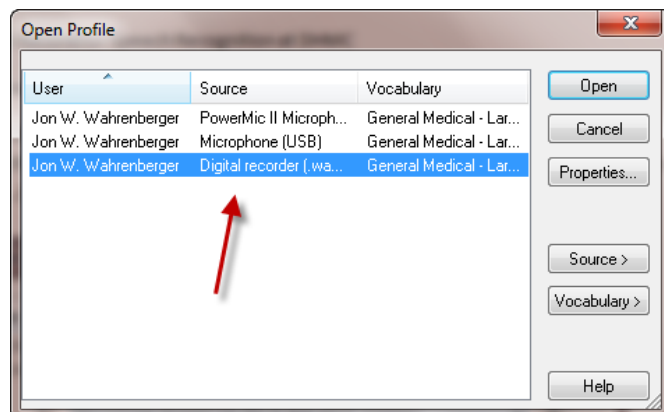 Open Profile
User Source Vocabulary
Jon W. Wahrenberger PowerMic II Microph... General Medical - Lar...
Jon W. Wahrenberger Microphone (USB) General Medical - Lar...
Jon W. Wahrenberger Digital recorder (.wa... General Medical - Lar...
Open
Cancel
Properties...
Source >
Vocabulary >
Help